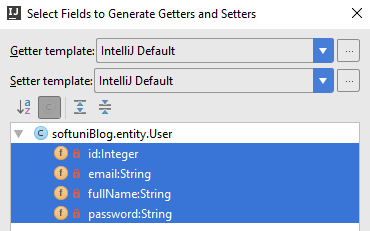 IJ Select Fields to Generate Getters and Setters
Getter template: IntelliJ Default ...
Setter template: IntelliJ Default ...
a z C
C softuniBlog.entity.User
f id:Integer
f email:String
f fullName:String
f password:String